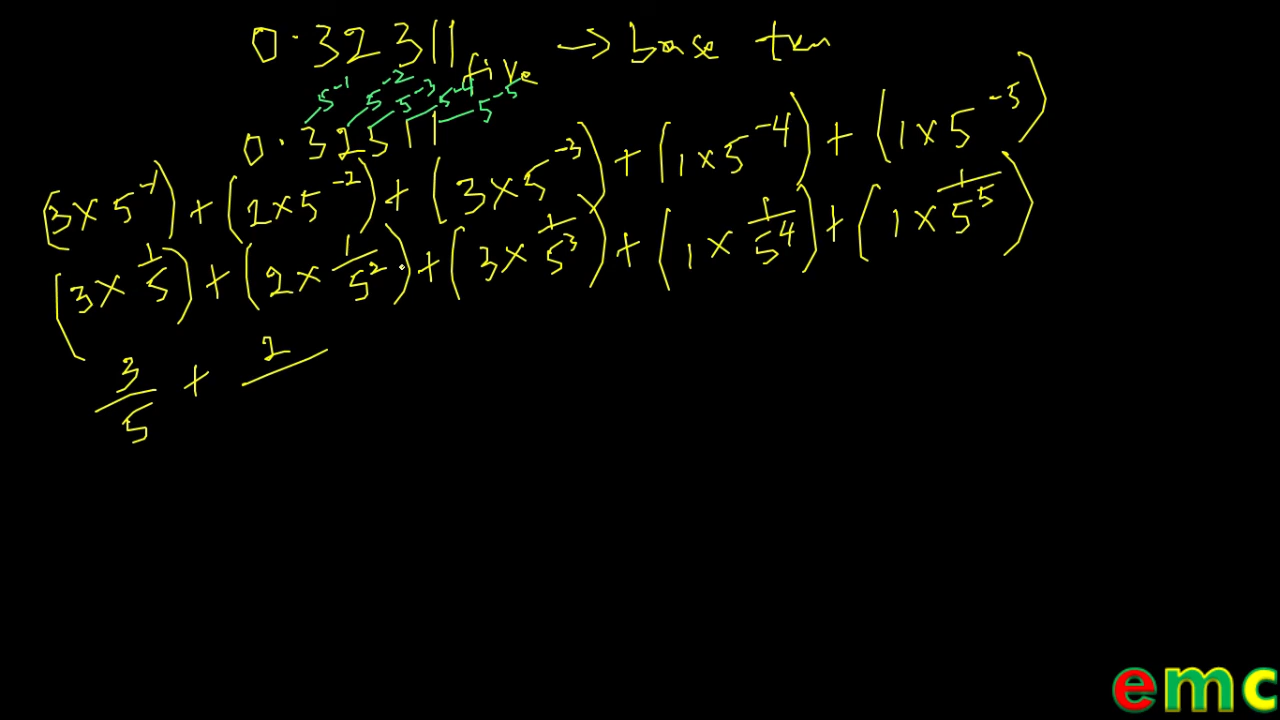 0.32311five → base ten
5⁻¹ 5⁻² 5⁻³ 5⁻⁴ 5⁻⁵
0.32311
(3 × 5⁻¹) + (2 × 5⁻²) + (3 × 5⁻³) + (1 × 5⁻⁴) + (1 × 5⁻⁵)
(3 × 1/5) + (2 × 1/5²) + (3 × 1/5³) + (1 × 1/5⁴) + (1 × 1/5⁵)
3/5 + 2/
emc